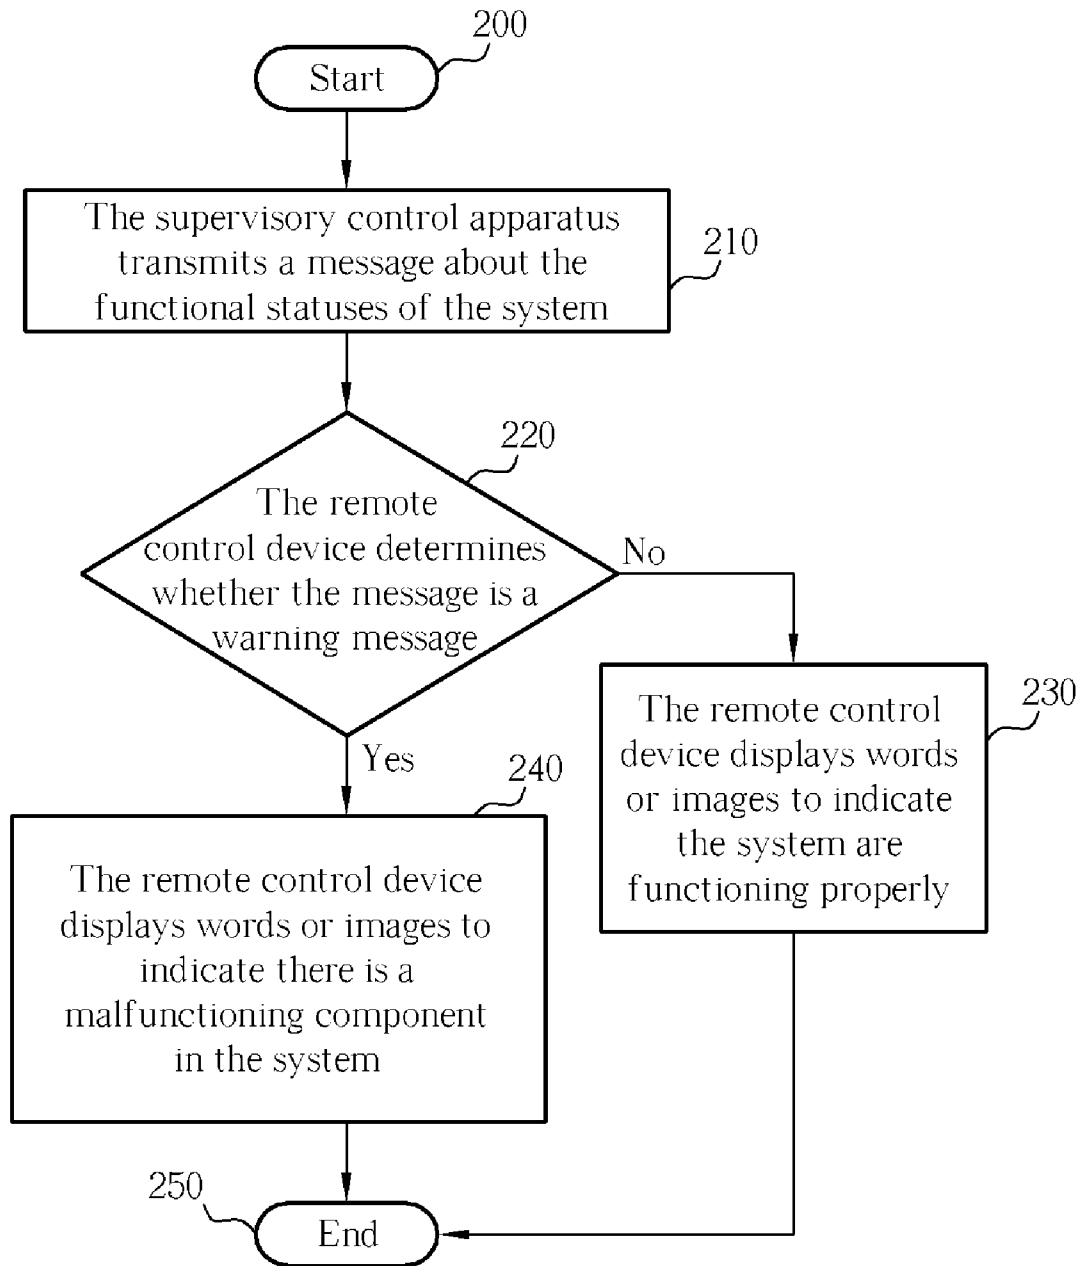 200
Start
The supervisory control apparatus
transmits a message about the
functional statuses of the system
210
220
The remote
control device determines
whether the message is a
warning message
No
Yes
230
The remote control
device displays words
or images to indicate
the system are
functioning properly
240
The remote control device
displays words or images to
indicate there is a
malfunctioning component
in the system
250
End